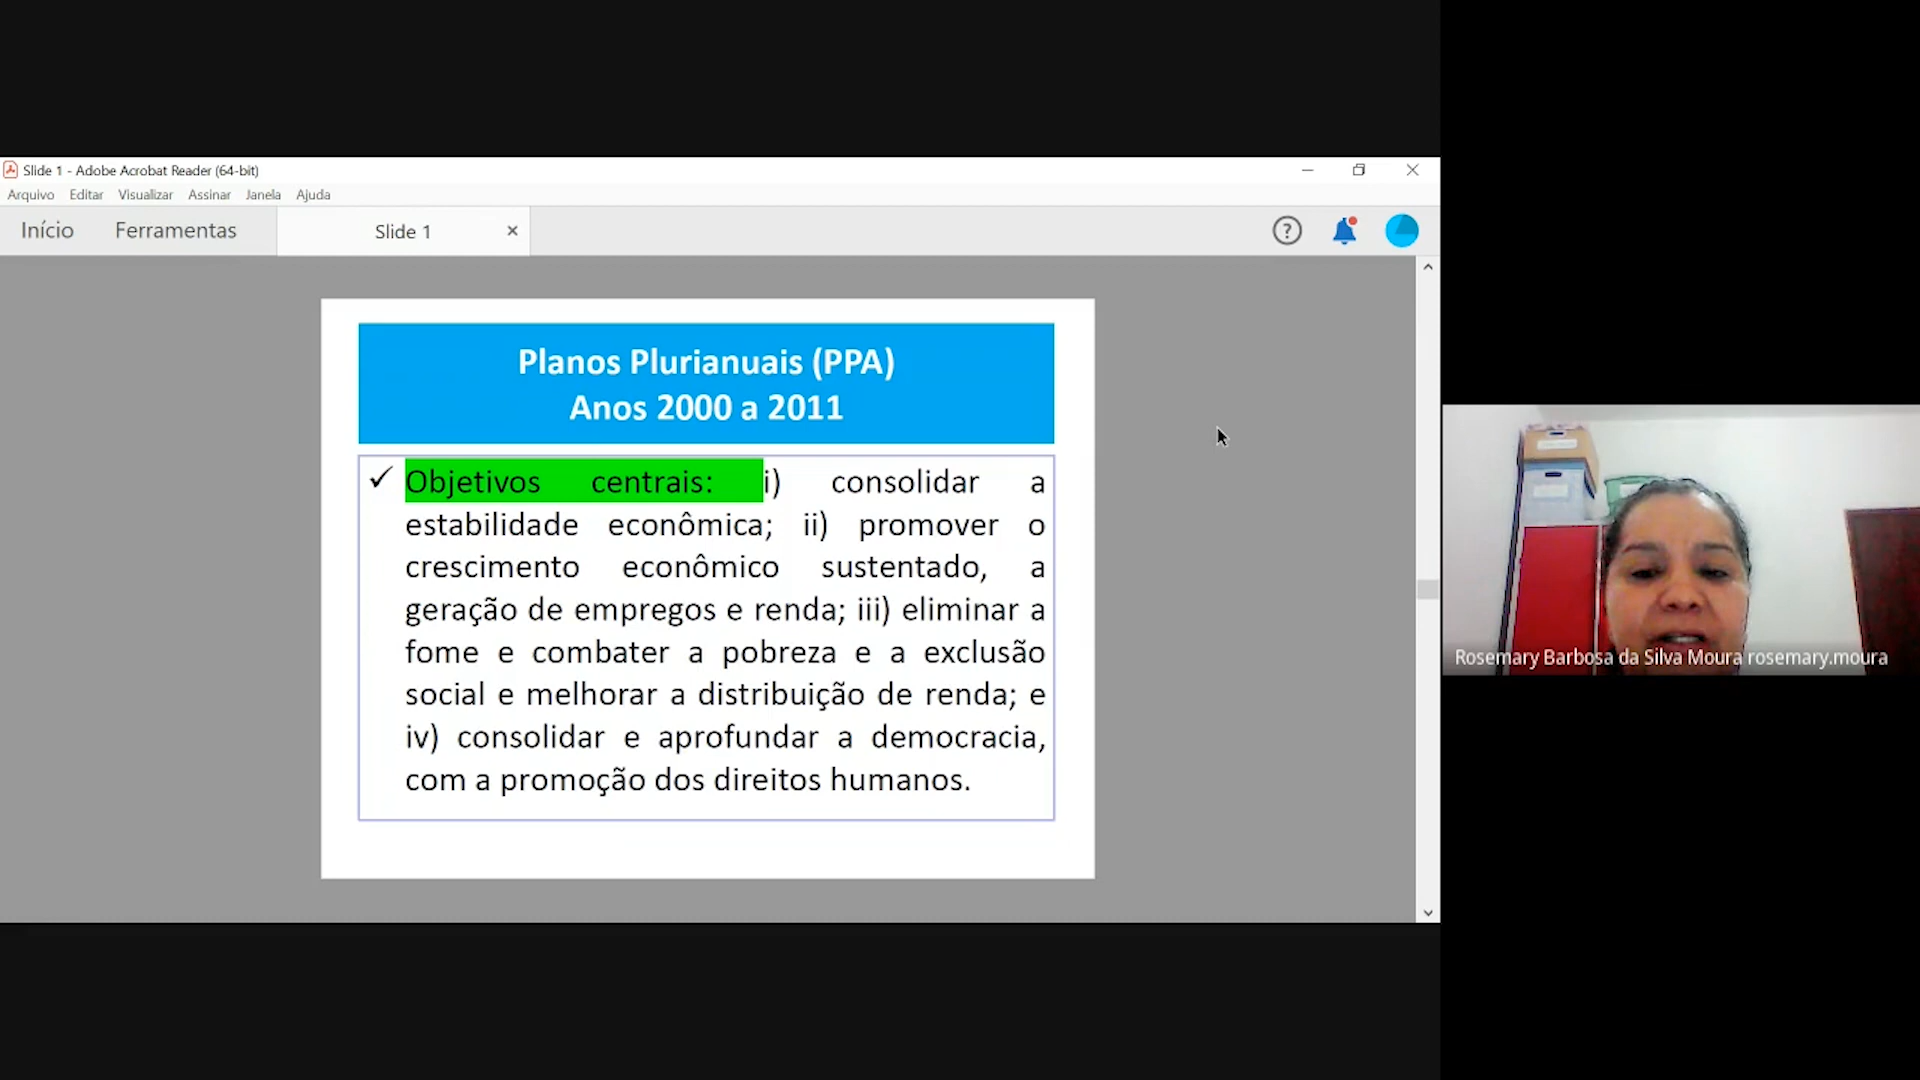 Slide 1 - Adobe Acrobat Reader (64-bit)
Arquivo Editar Visualizar Assinar Janela Ajuda
Início Ferramentas Slide 1
Planos Plurianuais (PPA)
Anos 2000 a 2011
✓ Objetivos centrais: i) consolidar a
estabilidade econômica; ii) promover o
crescimento econômico sustentado, a
geração de empregos e renda; iii) eliminar a
fome e combater a pobreza e a exclusão
social e melhorar a distribuição de renda; e
iv) consolidar e aprofundar a democracia,
com a promoção dos direitos humanos.
Rosemary Barbosa da Silva Moura rosemary.moura